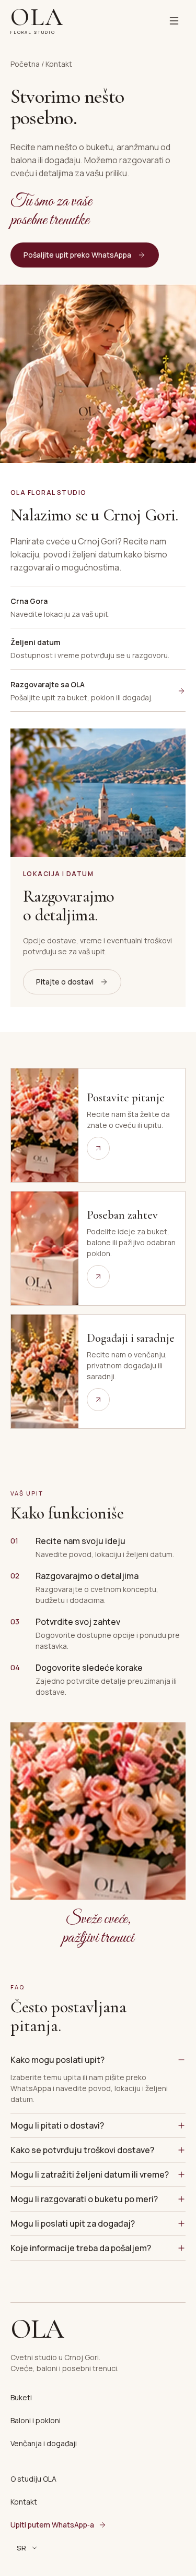 OLA
FLORAL STUDIO
Početna / Kontakt
Stvorimo nešto
posebno.
Recite nam nešto o buketu, aranžmanu od
balona ili događaju. Možemo razgovarati o
cveću i detaljima za vašu priliku.
Tu smo za vaše
posebne trenutke
Pošaljite upit preko WhatsAppa
OLA
OLA FLORAL STUDIO
Nalazimo se u Crnoj Gori.
Planirate cveće u Crnoj Gori? Recite nam
lokaciju, povod i željeni datum kako bismo
razgovarali o mogućnostima.
Crna Gora
Navedite lokaciju za vaš upit.
Željeni datum
Dostupnost i vreme potvrđuju se u razgovoru.
Razgovarajte sa OLA
Pošaljite upit za buket, poklon ili događaj.
LOKACIJA I DATUM
Razgovarajmo
o detaljima.
Opcije dostave, vreme i eventualni troškovi
potvrđuju se za vaš upit.
Pitajte o dostavi
OLA
Postavite pitanje
Recite nam šta želite da
znate o cveću ili upitu.
OLA
Poseban zahtev
Podelite ideje za buket,
balone ili pažljivo odabran
poklon.
Događaji i saradnje
Recite nam o venčanju,
privatnom događaju ili
saradnji.
VAŠ UPIT
Kako funkcioniše
01 Recite nam svoju ideju
Navedite povod, lokaciju i željeni datum.
02 Razgovarajmo o detaljima
Razgovarajte o cvetnom konceptu,
budžetu i dodacima.
03 Potvrdite svoj zahtev
Dogovorite dostupne opcije i ponudu pre
nastavka.
04 Dogovorite sledeće korake
Zajedno potvrdite detalje preuzimanja ili
dostave.
OLA
Sveže cveće,
pažljivi trenuci
FAQ
Često postavljana
pitanja.
Kako mogu poslati upit?
Izaberite temu upita ili nam pišite preko
WhatsAppa i navedite povod, lokaciju i željeni
datum.
Mogu li pitati o dostavi?
Kako se potvrđuju troškovi dostave?
Mogu li zatražiti željeni datum ili vreme?
Mogu li razgovarati o buketu po meri?
Mogu li poslati upit za događaj?
Koje informacije treba da pošaljem?
OLA
Cvetni studio u Crnoj Gori.
Cveće, baloni i posebni trenuci.
Buketi
Baloni i pokloni
Venčanja i događaji
O studiju OLA
Kontakt
Upiti putem WhatsApp-a
SR